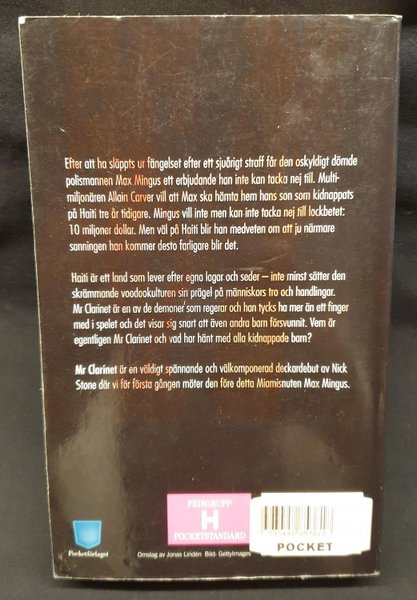 Efter att ha släppts ur fängelset efter ett sjuårigt straff får den oskyldigt dömde
polismannen Max Mingus ett erbjudande han inte kan tacka nej till. Multi-
miljonären Allain Carver vill att Max ska hämta hem hans son som kidnappats
på Haiti tre år tidigare. Mingus vill inte men kan inte tacka nej till lockbetet:
10 miljoner dollar. Men väl på Haiti blir han medveten om att ju närmare
sanningen han kommer desto farligare blir det.
Haiti är ett land som lever efter egna lagar och seder – inte minst sätter den
skrämmande voodookulturen sin prägel på människors tro och handlingar.
Mr Clarinet är en av de demoner som regerar och han tycks ha mer än ett finger
med i spelet och det visar sig snart att även andra barn försvunnit. Vem är
egentligen Mr Clarinet och vad har hänt med alla kidnappade barn?
Mr Clarinet är en väldigt spännande och välkomponerad deckardebut av Nick
Stone där vi för första gången möter den före detta Miamisnuten Max Mingus.
PRISGRUPP
H
POCKETSTANDARD
POCKET
Pocketförlaget
Omslag av Jonas Lindén Bild: GettyImages